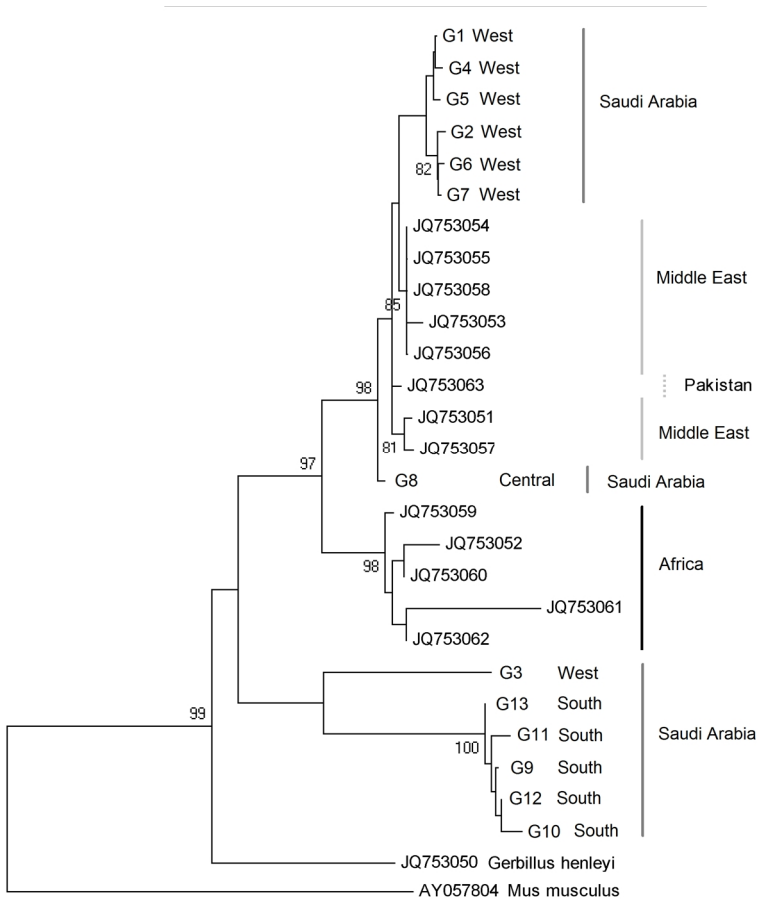 G1 West
G4 West
Saudi Arabia
G5 West
G2 West
82
G6 West
G7 West
JQ753054
JQ753055
Middle East
JQ753058
85
JQ753053
JQ753056
98
JQ753063
Pakistan
JQ753051
Middle East
81
JQ753057
97
G8 Central
Saudi Arabia
JQ753059
JQ753052
98
Africa
JQ753060
JQ753061
JQ753062
G3 West
G13 South
99
G11 South
Saudi Arabia
100
G9 South
G12 South
G10 South
JQ753050 Gerbillus henleyi
AY057804 Mus musculus